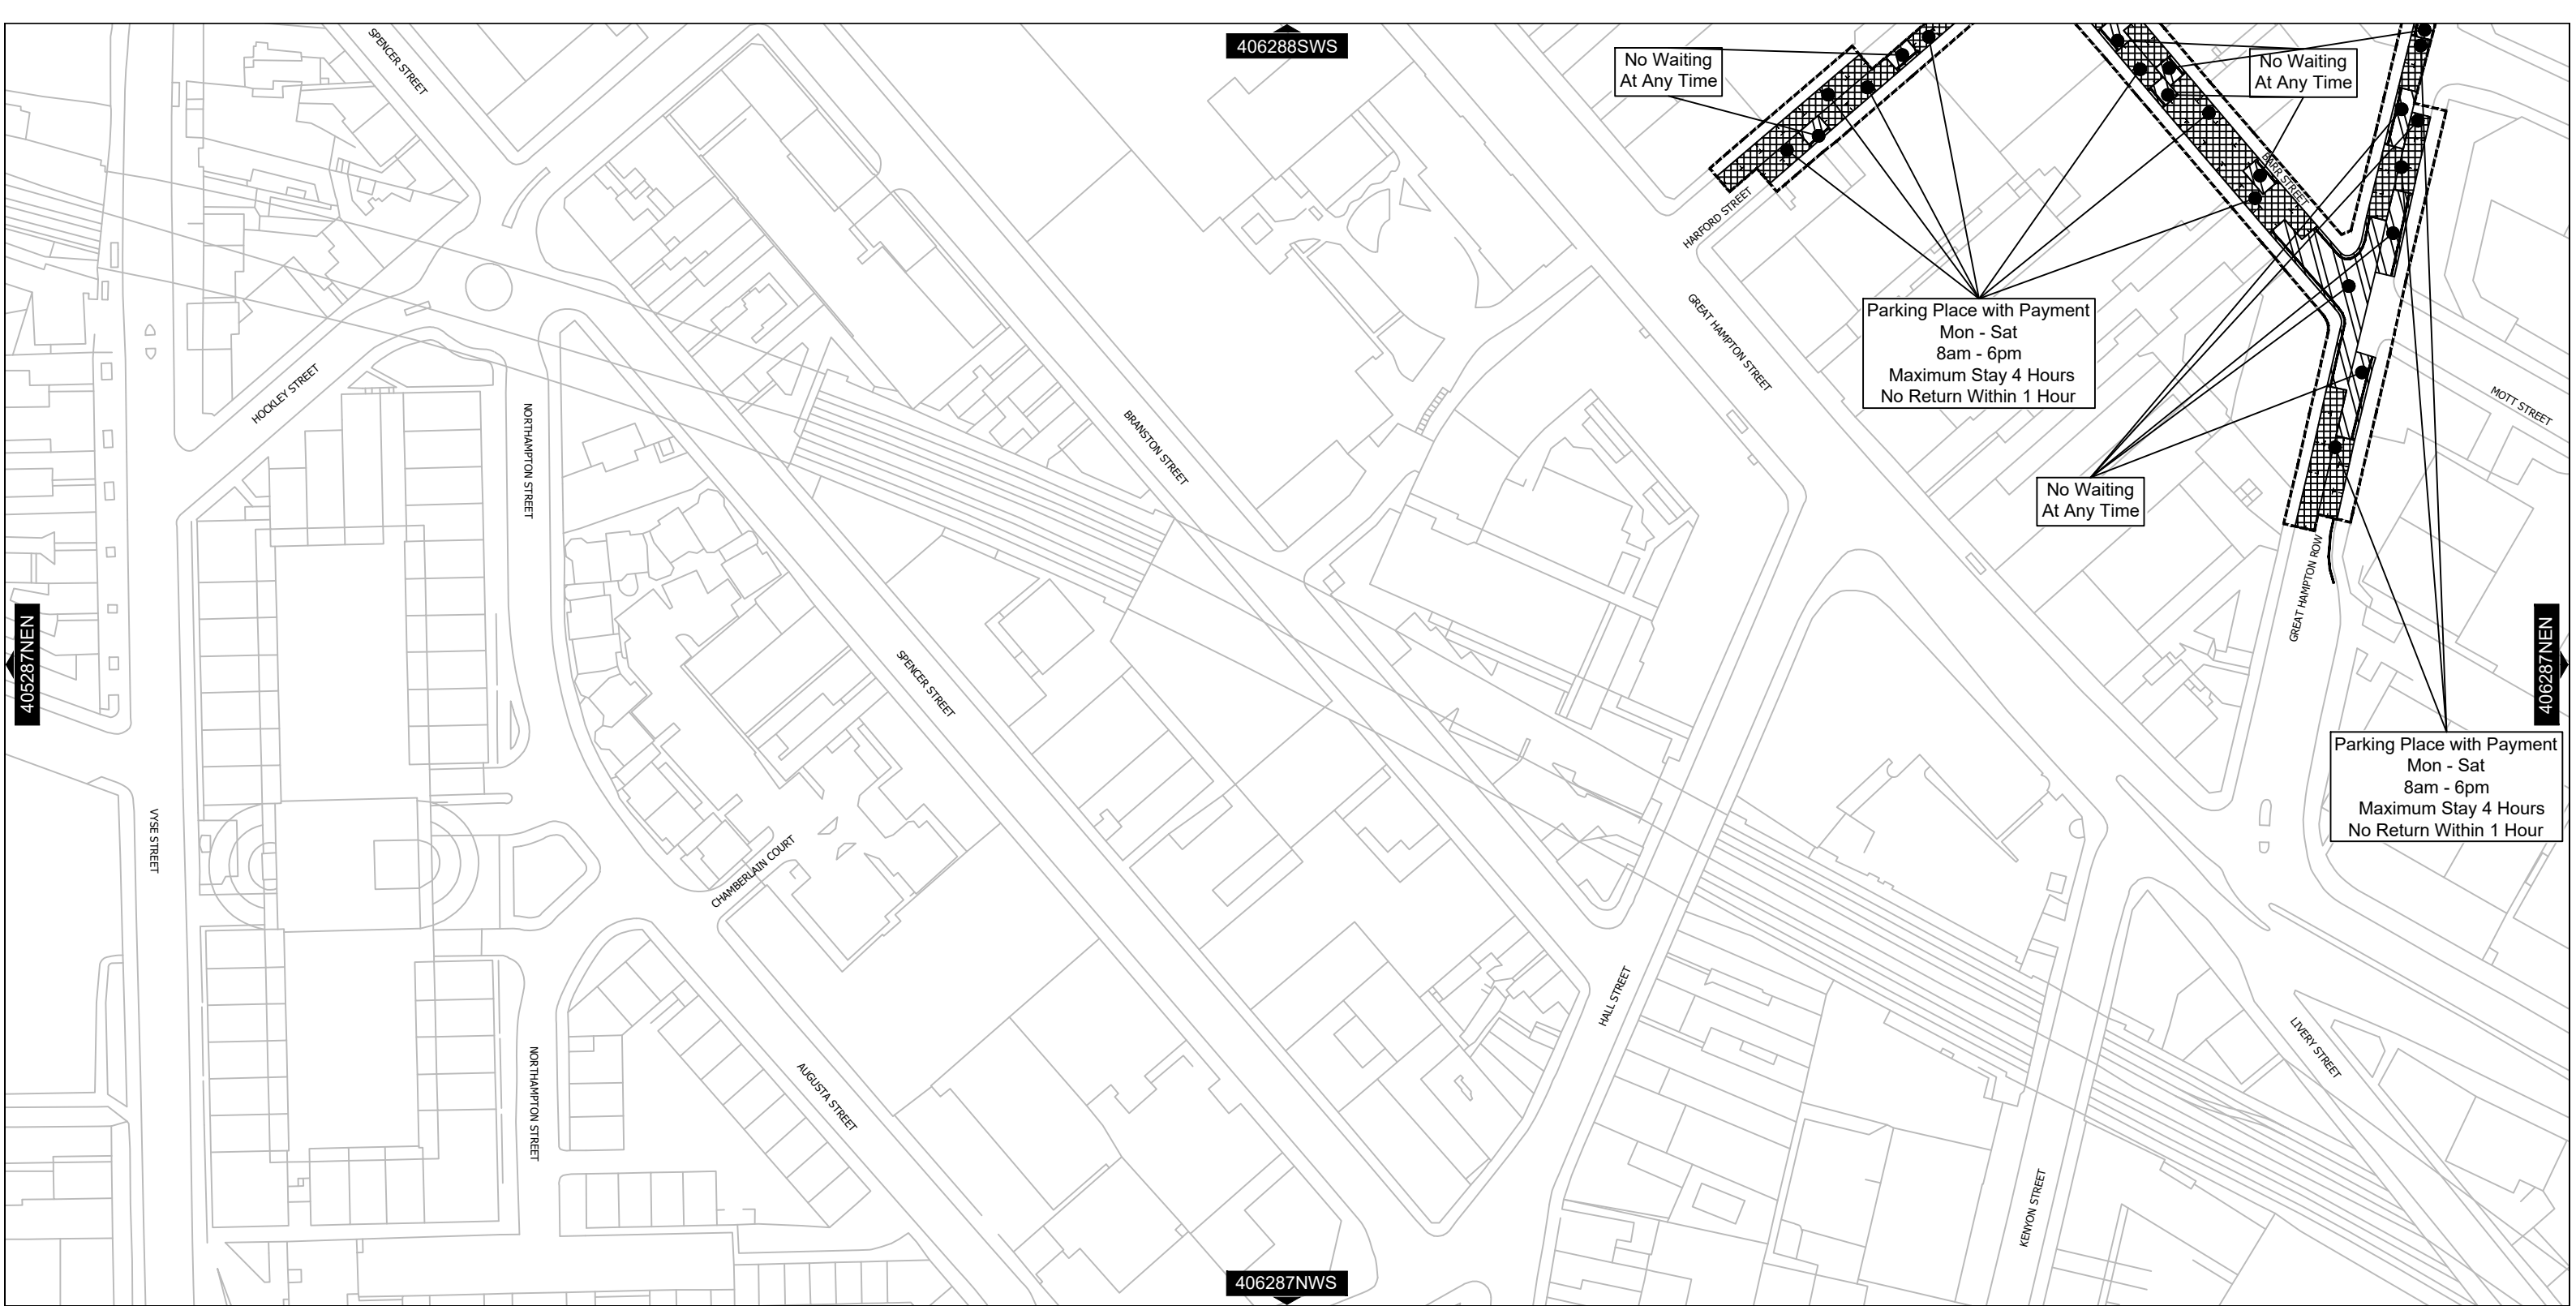 406288SWS
SPENCER STREET
No Waiting
At Any Time
No Waiting
At Any Time
BARR STREET
HARFORD STREET
GREAT HAMPTON STREET
Parking Place with Payment
Mon - Sat
8am - 6pm
Maximum Stay 4 Hours
No Return Within 1 Hour
HOCKLEY STREET
NORTHAMPTON STREET
BRANSTON STREET
MOTT STREET
No Waiting
At Any Time
GREAT HAMPTON ROW
405287NEN
406287NEN
SPENCER STREET
Parking Place with Payment
Mon - Sat
8am - 6pm
Maximum Stay 4 Hours
No Return Within 1 Hour
VYSE STREET
CHAMBERLAIN COURT
HALL STREET
LIVERY STREET
NORTHAMPTON STREET
AUGUSTA STREET
KENYON STREET
406287NWS